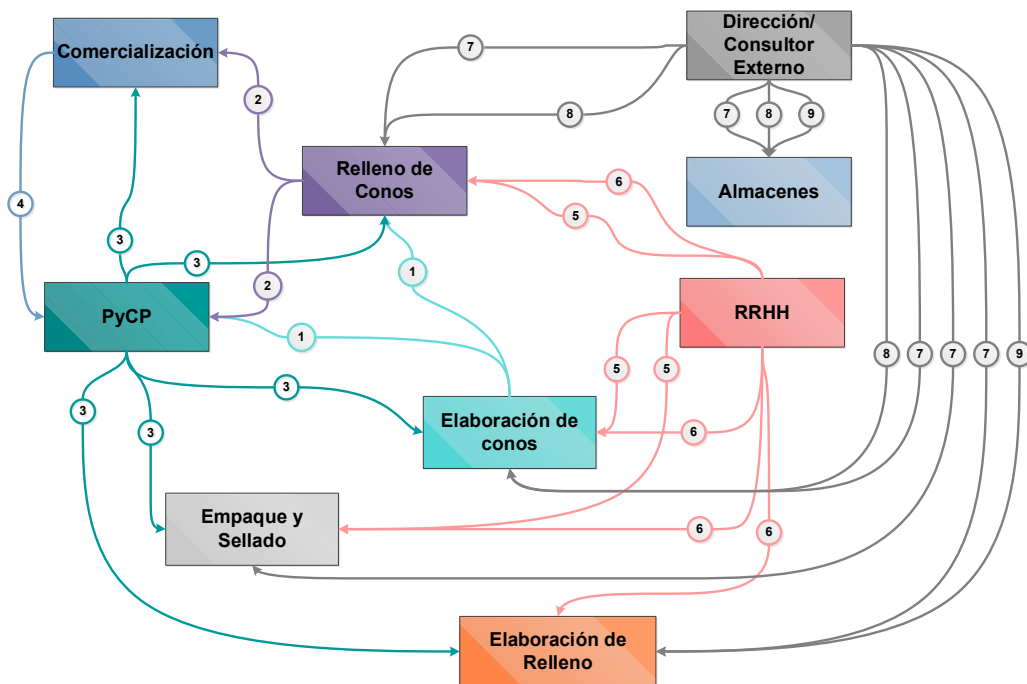 Comercialización
Dirección/
Consultor
Externo
7
8
2
7
8
9
Relleno de
Conos
Almacenes
6
5
4
3
3
1
2
PyCP
RRHH
1
5
5
8
7
7
7
9
3
3
3
Elaboración de
conos
6
Empaque y
Sellado
6
6
Elaboración de
Relleno